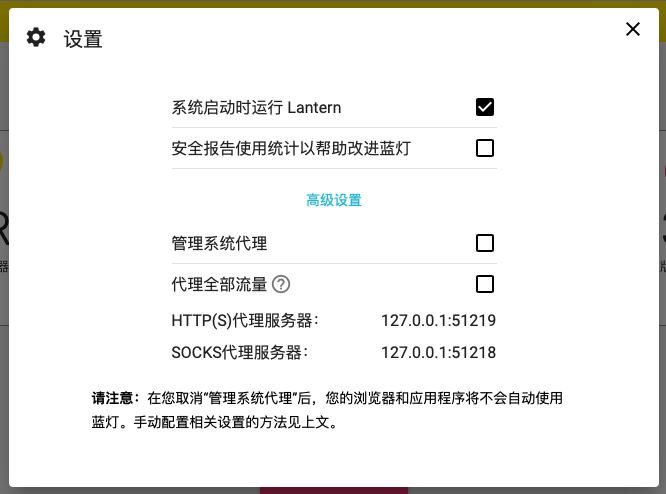 设置
系统启动时运行 Lantern
安全报告使用统计以帮助改进蓝灯
高级设置
管理系统代理
代理全部流量 ?
HTTP(S)代理服务器： 127.0.0.1:51219
SOCKS代理服务器： 127.0.0.1:51218
请注意：在您取消“管理系统代理”后，您的浏览器和应用程序将不会自动使用
蓝灯。手动配置相关设置的方法见上文。